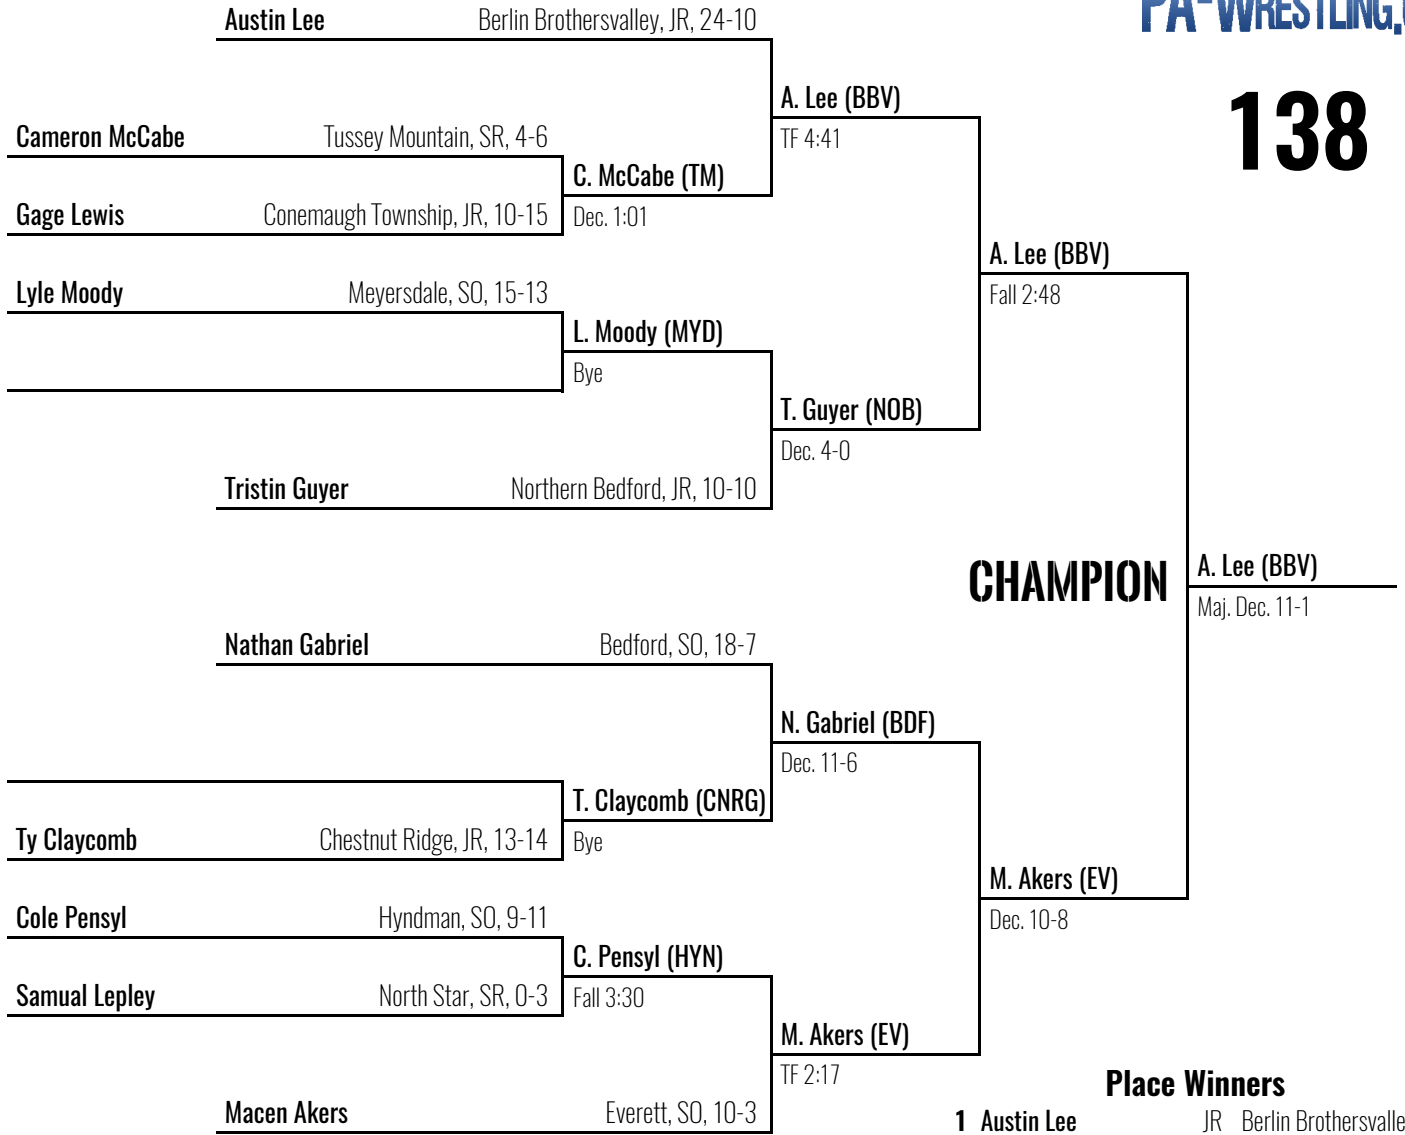 PA-WRESTLING.
138
Austin Lee Berlin Brothersvalley, JR, 24-10
A. Lee (BBV)
TF 4:41
Cameron McCabe Tussey Mountain, SR, 4-6
C. McCabe (TM)
Dec. 1:01
Gage Lewis Conemaugh Township, JR, 10-15
A. Lee (BBV)
Fall 2:48
Lyle Moody Meyersdale, SO, 15-13
L. Moody (MYD)
Bye
T. Guyer (NOB)
Dec. 4-0
Tristin Guyer Northern Bedford, JR, 10-10
CHAMPION
A. Lee (BBV)
Maj. Dec. 11-1
Nathan Gabriel Bedford, SO, 18-7
N. Gabriel (BDF)
Dec. 11-6
T. Claycomb (CNRG)
Bye
Ty Claycomb Chestnut Ridge, JR, 13-14
M. Akers (EV)
Dec. 10-8
Cole Pensyl Hyndman, SO, 9-11
C. Pensyl (HYN)
Fall 3:30
Samual Lepley North Star, SR, 0-3
M. Akers (EV)
TF 2:17
Macen Akers Everett, SO, 10-3
Place Winners
1 Austin Lee JR Berlin Brothersvalle